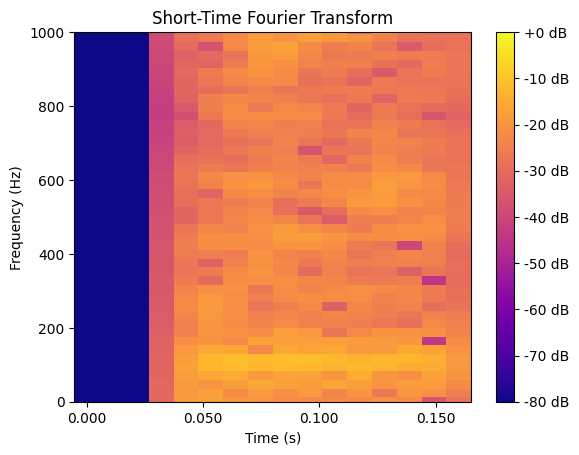 Short-Time Fourier Transform
Frequency (Hz)
1000
800
600
400
200
0
0.000
0.050
0.100
0.150
Time (s)
+0 dB
-10 dB
-20 dB
-30 dB
-40 dB
-50 dB
-60 dB
-70 dB
-80 dB